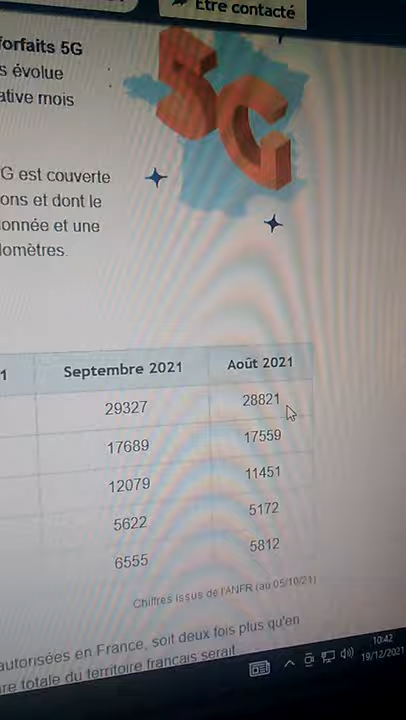 Être contacté
forfaits 5G
s évolue
ative mois
5G
G est couverte
ons et dont le
onnée et une
lomètres.
1 Septembre 2021 Août 2021
29327 28821
17689 17559
12079 11451
5622 5172
6555 5812
Chiffres issus de l'ANFR (au 05/10/21)
autorisées en France, soit deux fois plus qu'en
re totale du territoire français serait
10:42
19/12/2021